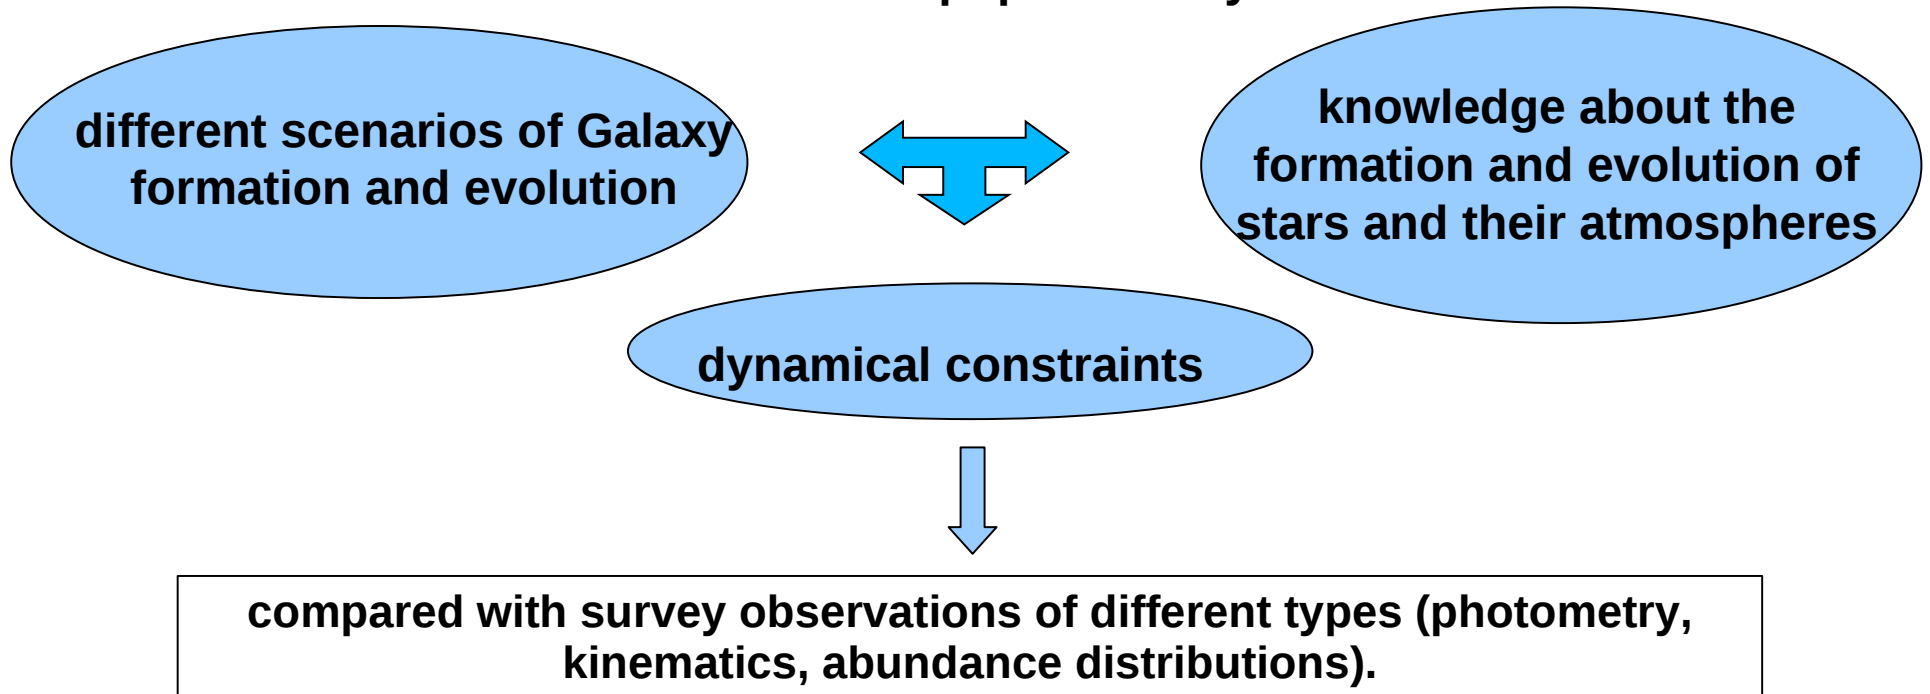 different scenarios of Galaxy
formation and evolution
knowledge about the
formation and evolution of
stars and their atmospheres
dynamical constraints
compared with survey observations of different types (photometry,
kinematics, abundance distributions).